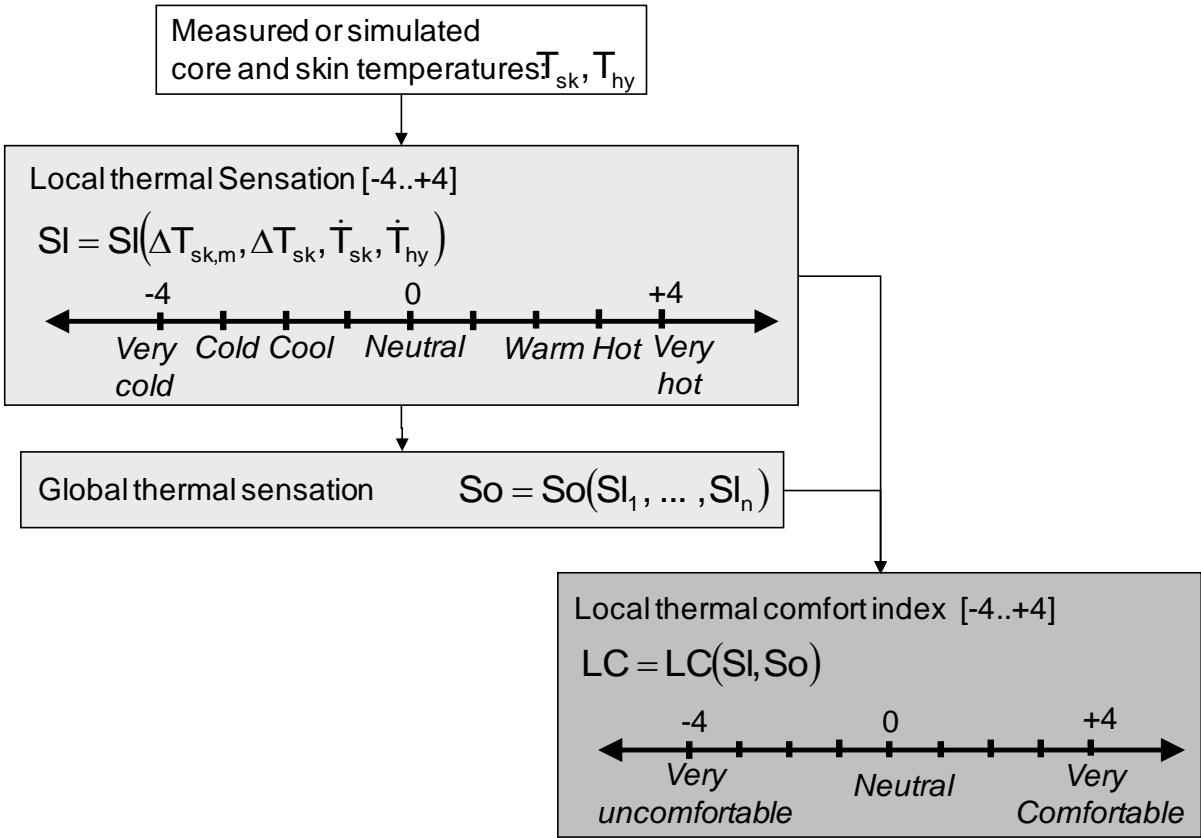 Measured or simulated
core and skin temperatures:T_sk, T_hy
Local thermal Sensation [-4..+4]
Sl = Sl(ΔT_sk,m, ΔT_sk, Ṫ_sk, Ṫ_hy)
-4 0 +4
Very Cold Cool Neutral Warm Hot Very
cold hot
Global thermal sensation So = So(Sl_1, ... ,Sl_n)
Local thermal comfort index [-4..+4]
LC = LC(Sl, So)
-4 0 +4
Very Neutral Very
uncomfortable Comfortable